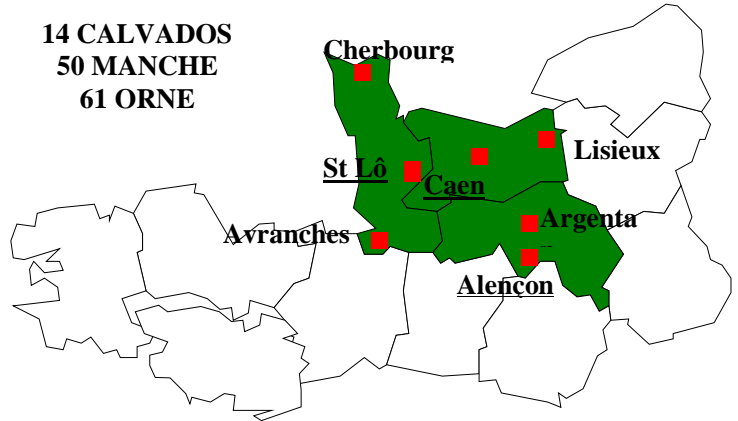 14 CALVADOS
50 MANCHE
61 ORNE
Cherbourg
Lisieux
St Lô
Caen
Argenta
Avranches
Alençon